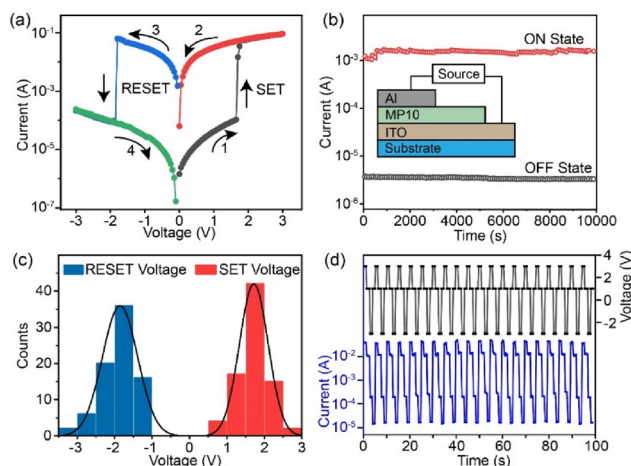 (a)
Current (A)
10⁻¹
10⁻³
10⁻⁵
10⁻⁷
3
2
RESET
SET
4
1
-3 -2 -1 0 1 2 3
Voltage (V)
(b)
Current (A)
10⁻²
10⁻³
10⁻⁴
10⁻⁵
10⁻⁶
ON State
Source
Al
MP10
ITO
Substrate
OFF State
0 2000 4000 6000 8000 10000
Time (s)
(c)
Counts
40
30
20
10
0
RESET Voltage
SET Voltage
-3 -2 -1 0 1 2 3
Voltage (V)
(d)
Current (A)
10⁻²
10⁻³
10⁻⁴
10⁻⁵
4
2
0
-2
Voltage (V)
0 20 40 60 80 100
Time (s)